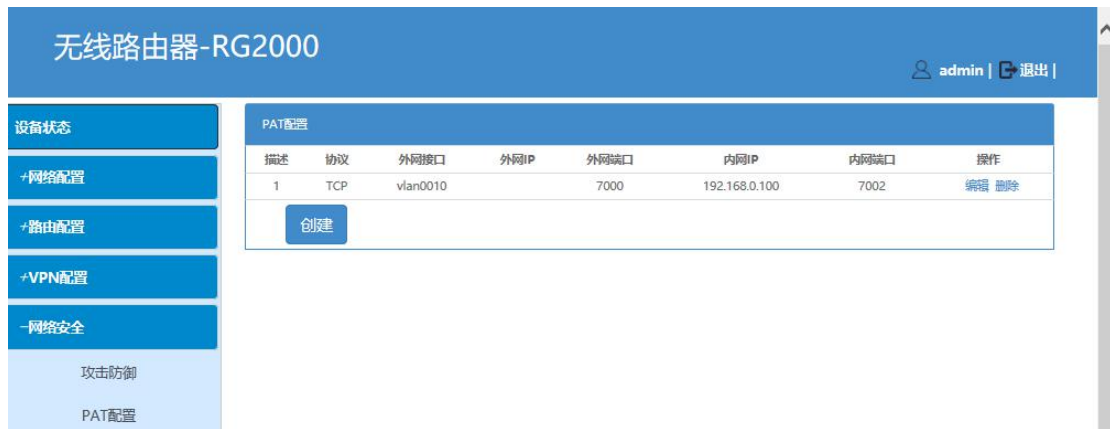 无线路由器-RG2000
admin | 退出 |
设备状态
+网络配置
+路由配置
+VPN配置
-网络安全
攻击防御
PAT配置
PAT配置
描述 协议 外网接口 外网IP 外网端口 内网IP 内网端口 操作
1 TCP vlan0010 7000 192.168.0.100 7002 编辑 删除
创建